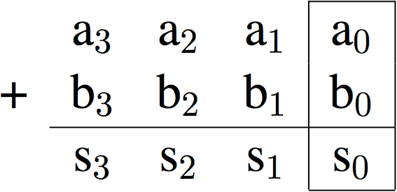 a₃ a₂ a₁ a₀
+ b₃ b₂ b₁ b₀
s₃ s₂ s₁ s₀